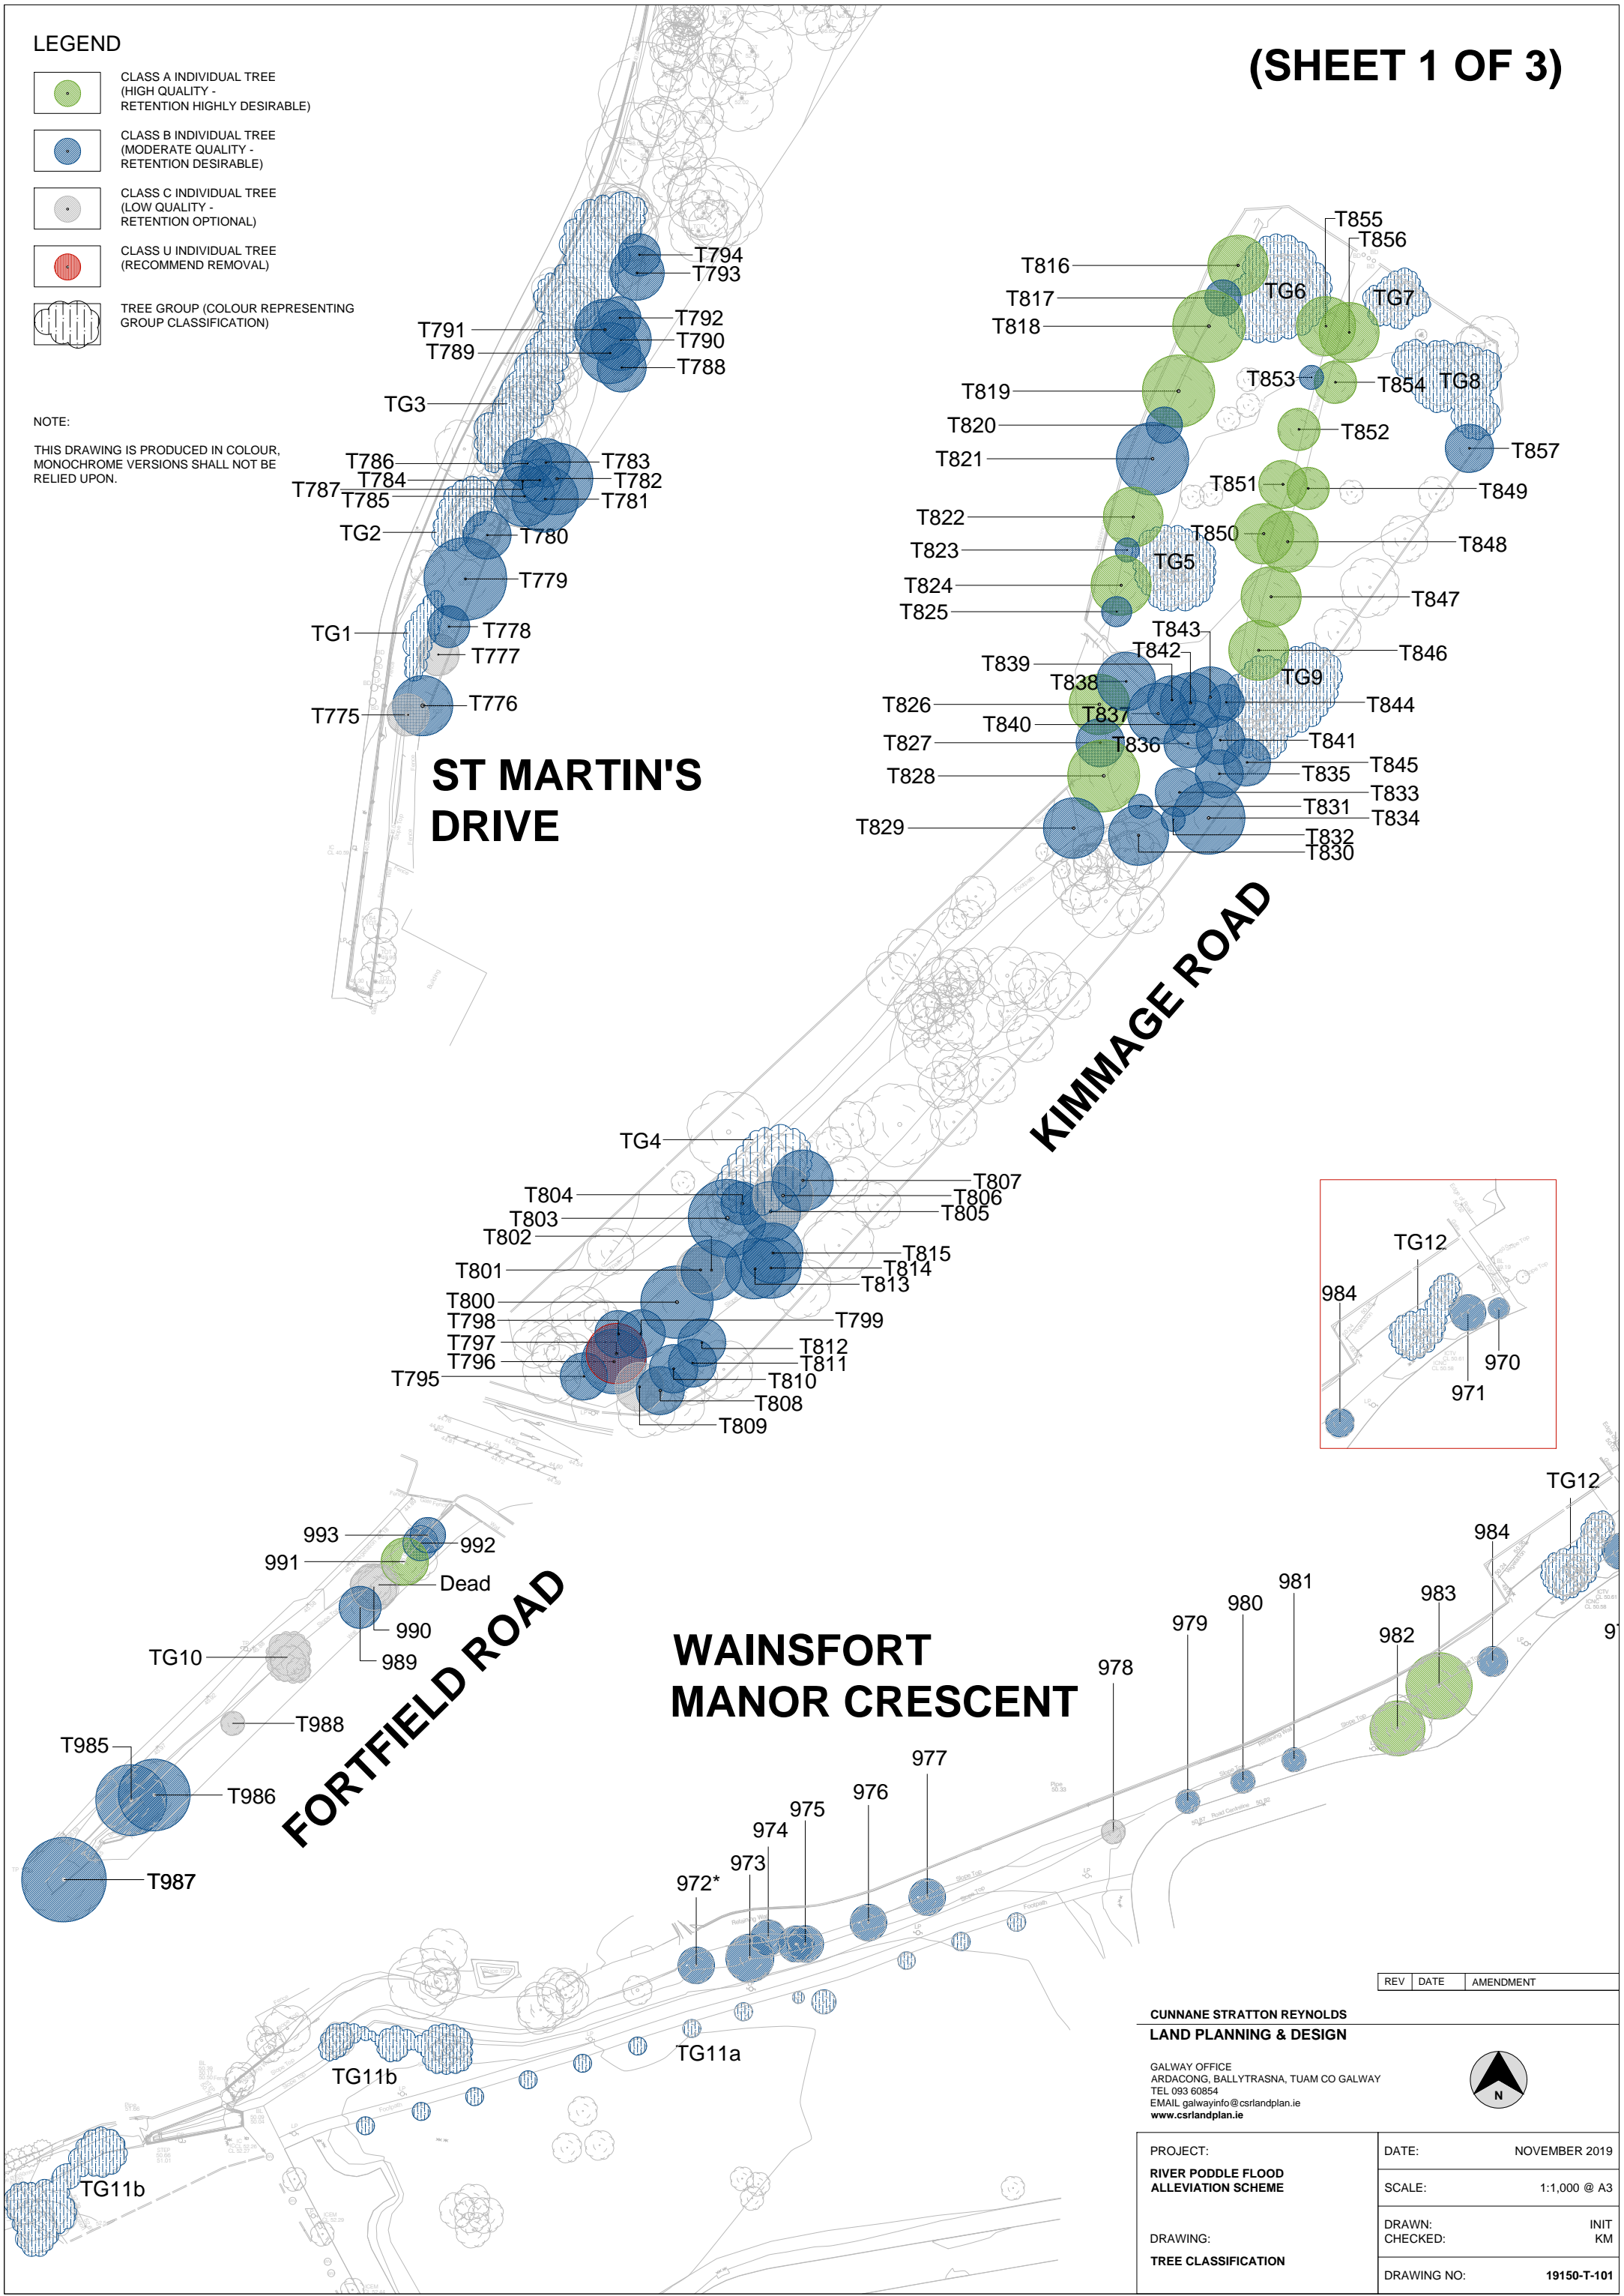 LEGEND
CLASS A INDIVIDUAL TREE
(HIGH QUALITY -
RETENTION HIGHLY DESIRABLE)
CLASS B INDIVIDUAL TREE
(MODERATE QUALITY -
RETENTION DESIRABLE)
CLASS C INDIVIDUAL TREE
(LOW QUALITY -
RETENTION OPTIONAL)
CLASS U INDIVIDUAL TREE
(RECOMMEND REMOVAL)
TREE GROUP (COLOUR REPRESENTING
GROUP CLASSIFICATION)
NOTE:
THIS DRAWING IS PRODUCED IN COLOUR,
MONOCHROME VERSIONS SHALL NOT BE
RELIED UPON.
(SHEET 1 OF 3)
T794
T793
T792
T791
T790
T789
T788
TG3
T786
T783
T784
T782
T787
T785
T781
TG2
T780
T779
TG1
T778
T777
T776
T775
ST MARTIN'S
DRIVE
T855
T856
T816
TG6
T817
TG7
T818
T853
T854
TG8
T819
T820
T852
T821
T857
T851
T849
T822
T850
T848
T823
TG5
T824
T847
T825
T843
T842
T846
T839
T838
TG9
T826
T837
T844
T840
T827
T836
T841
T828
T845
T835
T833
T831
T834
T829
T832
T830
KIMMAGE ROAD
TG4
T807
T804
T806
T803
T805
T802
T815
T801
T814
T813
T800
T798
T799
T797
T812
T796
T811
T795
T810
T808
T809
TG12
984
970
971
993
992
991
Dead
990
989
TG10
T988
T985
T986
T987
FORTFIELD ROAD
WAINSFORT
MANOR CRESCENT
TG12
984
983
982
981
980
979
978
977
976
975
974
973
972*
TG11a
TG11b
TG11b
Retaining Wall
Slope Top
Slope Top
Footpath
REV DATE AMENDMENT
CUNNANE STRATTON REYNOLDS
LAND PLANNING & DESIGN
GALWAY OFFICE
ARDACONG, BALLYTRASNA, TUAM CO GALWAY
TEL 093 60854
EMAIL galwayinfo@csrlandplan.ie
www.csrlandplan.ie
N
PROJECT:
RIVER PODDLE FLOOD
ALLEVIATION SCHEME
DRAWING:
TREE CLASSIFICATION
DATE: NOVEMBER 2019
SCALE: 1:1,000 @ A3
DRAWN: INIT
CHECKED: KM
DRAWING NO: 19150-T-101